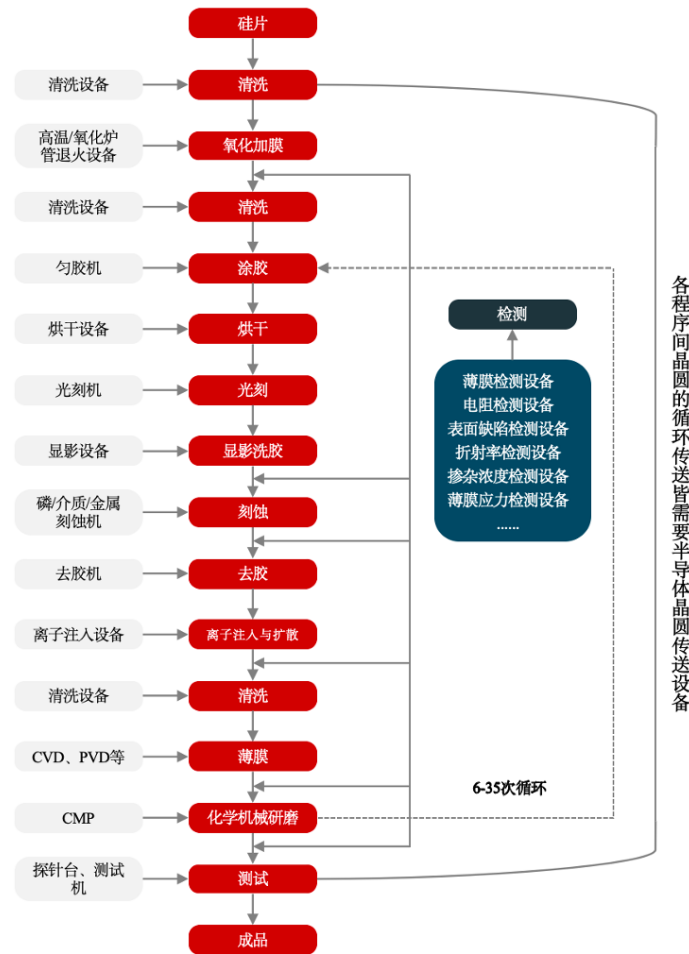 硅片
清洗设备
清洗
高温/氧化炉
管退火设备
氧化加膜
清洗设备
清洗
匀胶机
涂胶
烘干设备
烘干
光刻机
光刻
显影设备
显影洗胶
磷/介质/金属
刻蚀机
刻蚀
去胶机
去胶
离子注入设备
离子注入与扩散
清洗设备
清洗
CVD、PVD等
薄膜
CMP
化学机械研磨
探针台、测试
机
测试
成品
检测
薄膜检测设备
电阻检测设备
表面缺陷检测设备
折射率检测设备
掺杂浓度检测设备
薄膜应力检测设备
......
6-35次循环
各程序间晶圆的循环传送皆需要半导体晶圆传送设备